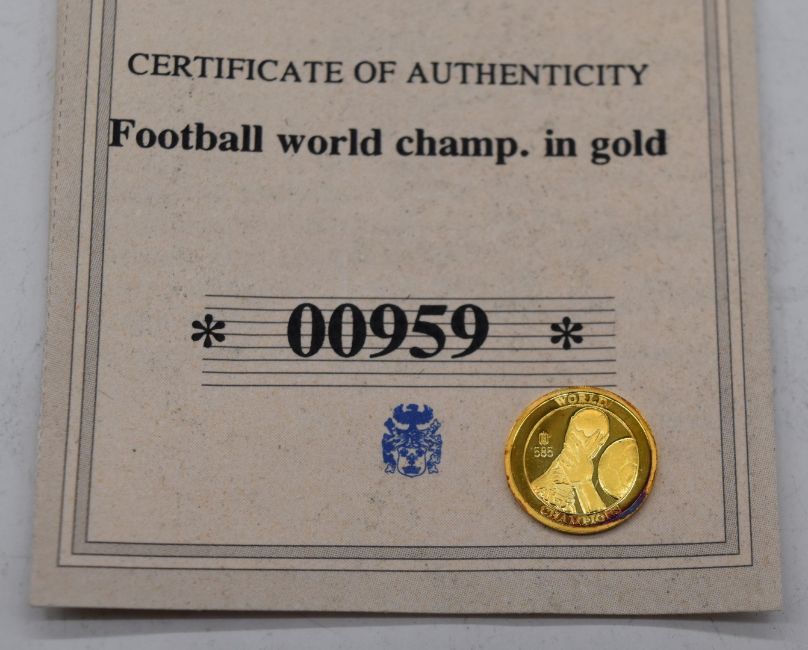 CERTIFICATE OF AUTHENTICITY
Football world champ. in gold
* 00959 *
WORLD
585
CHAMPIONS